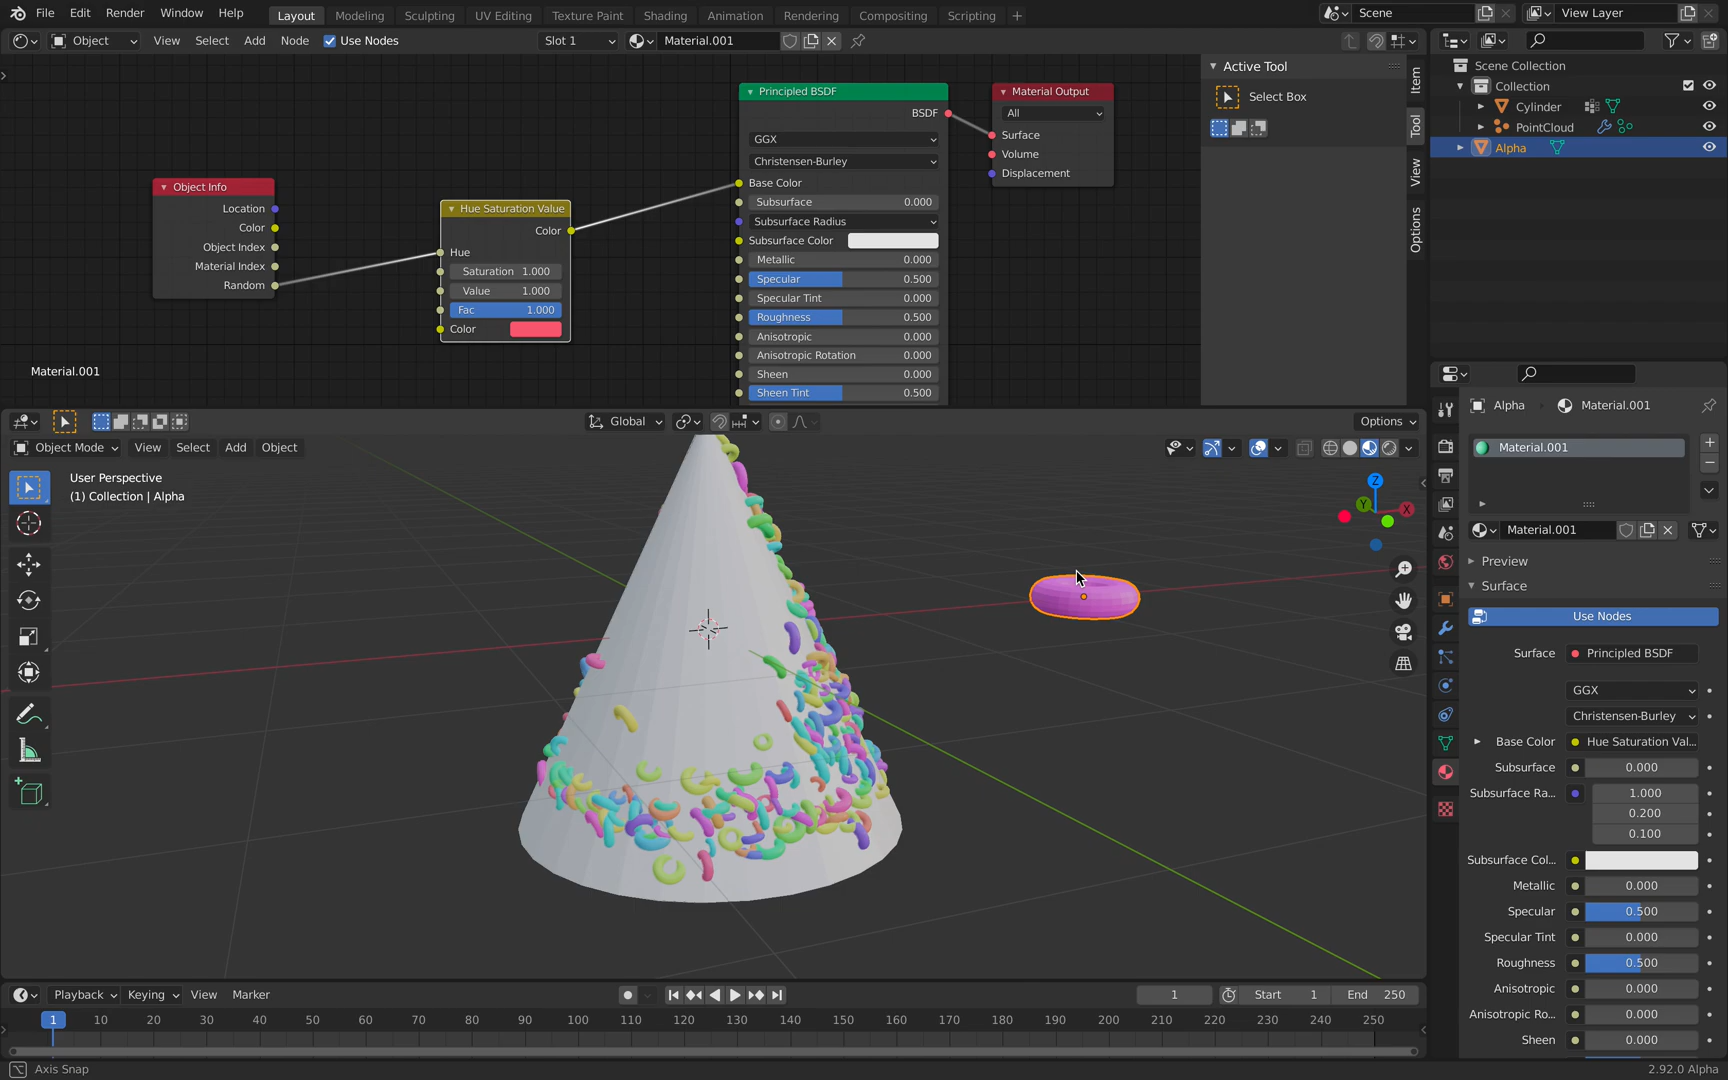 File Edit Render Window Help Layout Modeling Sculpting UV Editing Texture Paint Shading Animation Rendering Compositing Scripting + Scene View Layer
Object View Select Add Node Use Nodes Slot 1 Material.001
Active Tool
Select Box
Item
Tool
View
Options
Object Info
Location
Color
Object Index
Material Index
Random
Hue Saturation Value
Color
Hue
Saturation 1.000
Value 1.000
Fac 1.000
Color
Principled BSDF
BSDF
GGX
Christensen-Burley
Base Color
Subsurface 0.000
Subsurface Radius
Subsurface Color
Metallic 0.000
Specular 0.500
Specular Tint 0.000
Roughness 0.500
Anisotropic 0.000
Anisotropic Rotation 0.000
Sheen 0.000
Sheen Tint 0.500
Material Output
All
Surface
Volume
Displacement
Material.001
Scene Collection
Collection
Cylinder
PointCloud
Alpha
Global Options
Object Mode View Select Add Object
User Perspective
(1) Collection | Alpha
Z
Y
X
Alpha Material.001
Material.001
Material.001
Preview
Surface
Use Nodes
Surface Principled BSDF
GGX
Christensen-Burley
Base Color Hue Saturation Val...
Subsurface 0.000
Subsurface Ra... 1.000
0.200
0.100
Subsurface Col...
Metallic 0.000
Specular 0.500
Specular Tint 0.000
Roughness 0.500
Anisotropic 0.000
Anisotropic Ro... 0.000
Sheen 0.000
Playback Keying View Marker 1 Start 1 End 250
1 10 20 30 40 50 60 70 80 90 100 110 120 130 140 150 160 170 180 190 200 210 220 230 240 250
Axis Snap 2.92.0 Alpha